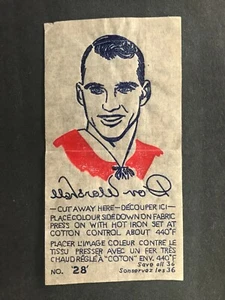 Don Marshall
—CUT AWAY HERE—DÉCOUPER ICI—
PLACE COLOUR SIDE DOWN ON FABRIC
PRESS ON WITH HOT IRON SET AT
COTTON CONTROL ABOUT 440°F
PLACER L'IMAGE COLEUR CONTRE LE
TISSU PRESSER AVEC UN FER TRÈS
CHAUD RÉGLÉ À "COTON" ENV. 440°F
Save all 36
NO. "28" Sonservez les 36